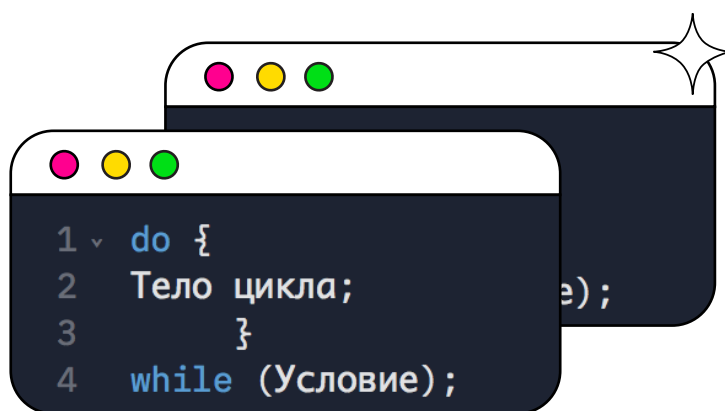 1 do {
2 Тело цикла;
3 }
4 while (Условие);
е);